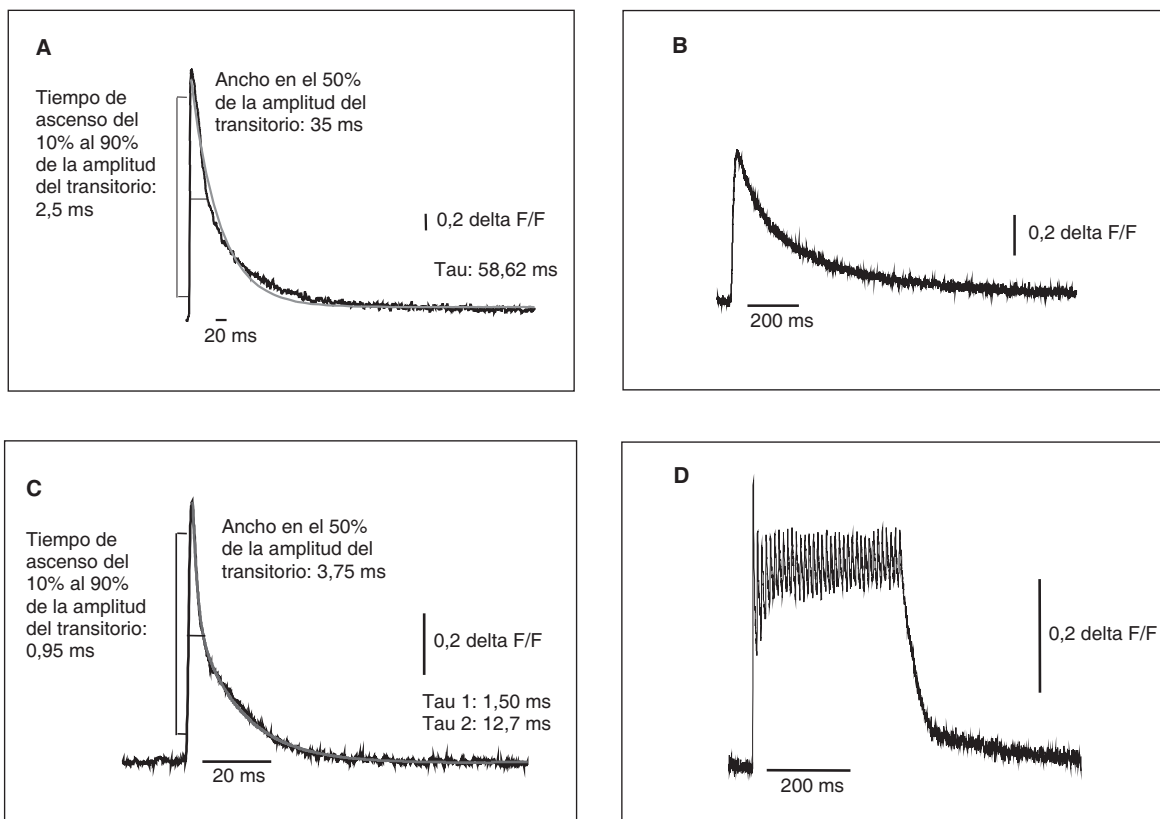 A
Tiempo de
ascenso del
10% al 90%
de la amplitud
del transitorio:
2,5 ms
Ancho en el 50%
de la amplitud del
transitorio: 35 ms
0,2 delta F/F
Tau: 58,62 ms
20 ms
B
0,2 delta F/F
200 ms
C
Tiempo de
ascenso del
10% al 90%
de la amplitud
del transitorio:
0,95 ms
Ancho en el 50%
de la amplitud del
transitorio: 3,75 ms
0,2 delta F/F
Tau 1: 1,50 ms
Tau 2: 12,7 ms
20 ms
D
0,2 delta F/F
200 ms